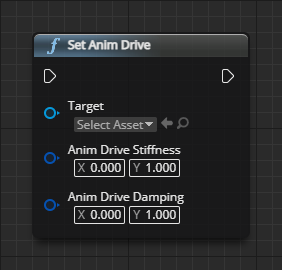 f Set Anim Drive
Target
Select Asset
Anim Drive Stiffness
X 0.000 Y 1.000
Anim Drive Damping
X 0.000 Y 1.000